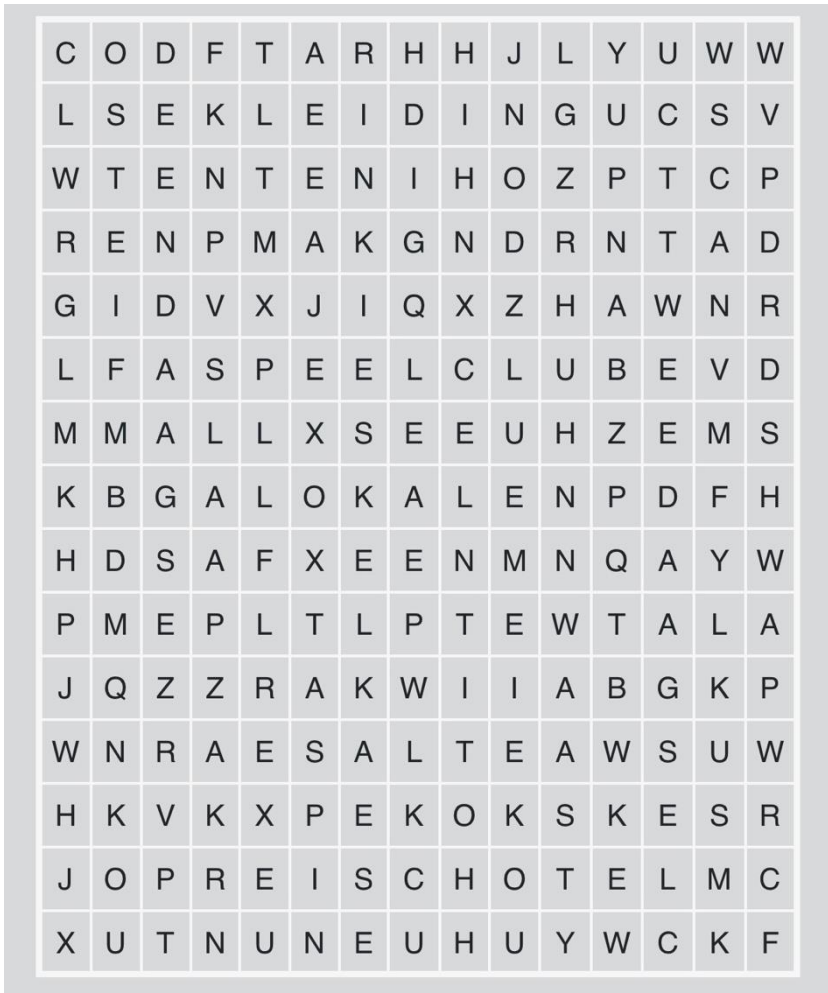 C O D F T A R H H J L Y U W W
L S E K L E I D I N G U C S V
W T E N T E N I H O Z P T C P
R E N P M A K G N D R N T A D
G I D V X J I Q X Z H A W N R
L F A S P E E L C L U B E V D
M M A L L X S E E U H Z E M S
K B G A L O K A L E N P D F H
H D S A F X E E N M N Q A Y W
P M E P L T L P T E W T A L A
J Q Z Z R A K W I I A B G K P
W N R A E S A L T E A W S U W
H K V K X P E K O K S K E S R
J O P R E I S C H O T E L M C
X U T N U N E U H U Y W C K F